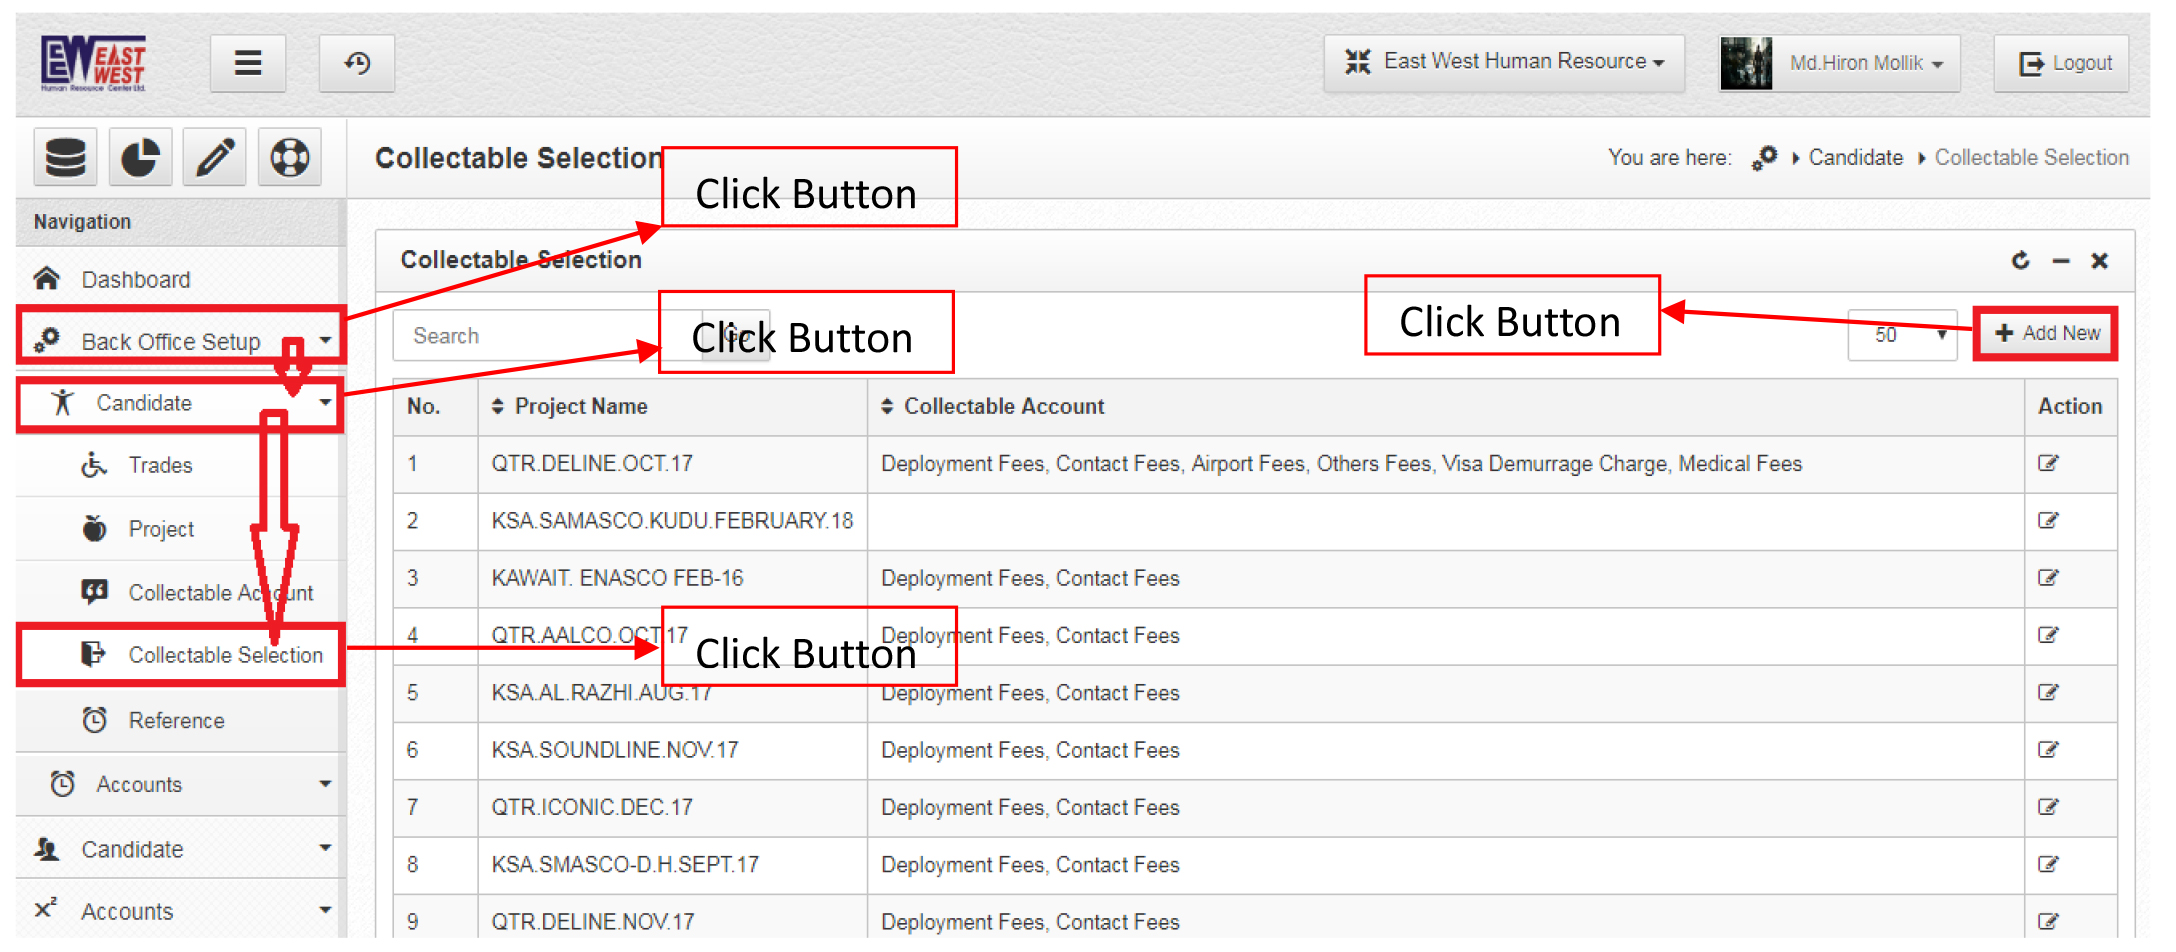 EW EAST
WEST
Human Resource Center Ltd.
East West Human Resource
Md.Hiron Mollik
Logout
Collectable Selection
You are here: Candidate Collectable Selection
Click Button
Navigation
Dashboard
Back Office Setup
Candidate
Trades
Project
Collectable Account
Collectable Selection
Reference
Accounts
Candidate
Accounts
Collectable Selection
Search
Go
Click Button
Click Button
50
Add New
No. Project Name Collectable Account Action
1 QTR.DELINE.OCT.17 Deployment Fees, Contact Fees, Airport Fees, Others Fees, Visa Demurrage Charge, Medical Fees
2 KSA.SAMASCO.KUDU.FEBRUARY.18
3 KAWAIT. ENASCO FEB-16 Deployment Fees, Contact Fees
4 QTR.AALCO.OCT.17 Deployment Fees, Contact Fees
Click Button
5 KSA.AL.RAZHI.AUG.17 Deployment Fees, Contact Fees
6 KSA.SOUNDLINE.NOV.17 Deployment Fees, Contact Fees
7 QTR.ICONIC.DEC.17 Deployment Fees, Contact Fees
8 KSA.SMASCO-D.H.SEPT.17 Deployment Fees, Contact Fees
9 QTR.DELINE.NOV.17 Deployment Fees, Contact Fees